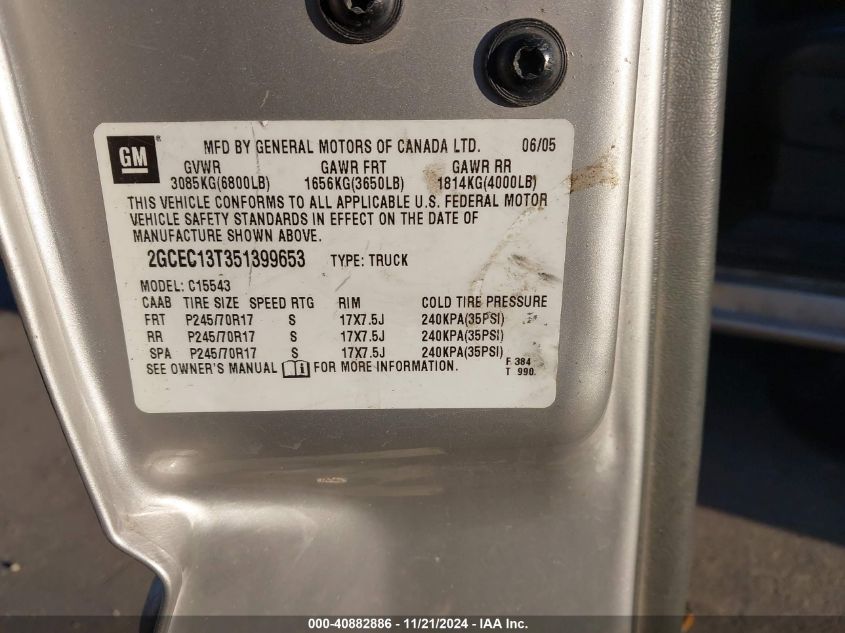 GM ® MFD BY GENERAL MOTORS OF CANADA LTD. 06/05
GVWR GAWR FRT GAWR RR
3085KG(6800LB) 1656KG(3650LB) 1814KG(4000LB)
THIS VEHICLE CONFORMS TO ALL APPLICABLE U.S. FEDERAL MOTOR
VEHICLE SAFETY STANDARDS IN EFFECT ON THE DATE OF
MANUFACTURE SHOWN ABOVE.
2GCEC13T351399653 TYPE: TRUCK
MODEL: C15543
CAAB TIRE SIZE SPEED RTG RIM COLD TIRE PRESSURE
FRT P245/70R17 S 17X7.5J 240KPA(35PSI)
RR P245/70R17 S 17X7.5J 240KPA(35PSI)
SPA P245/70R17 S 17X7.5J 240KPA(35PSI)
SEE OWNER'S MANUAL FOR MORE INFORMATION.
F 384
T 990.
000-40882886 - 11/21/2024 - IAA Inc.